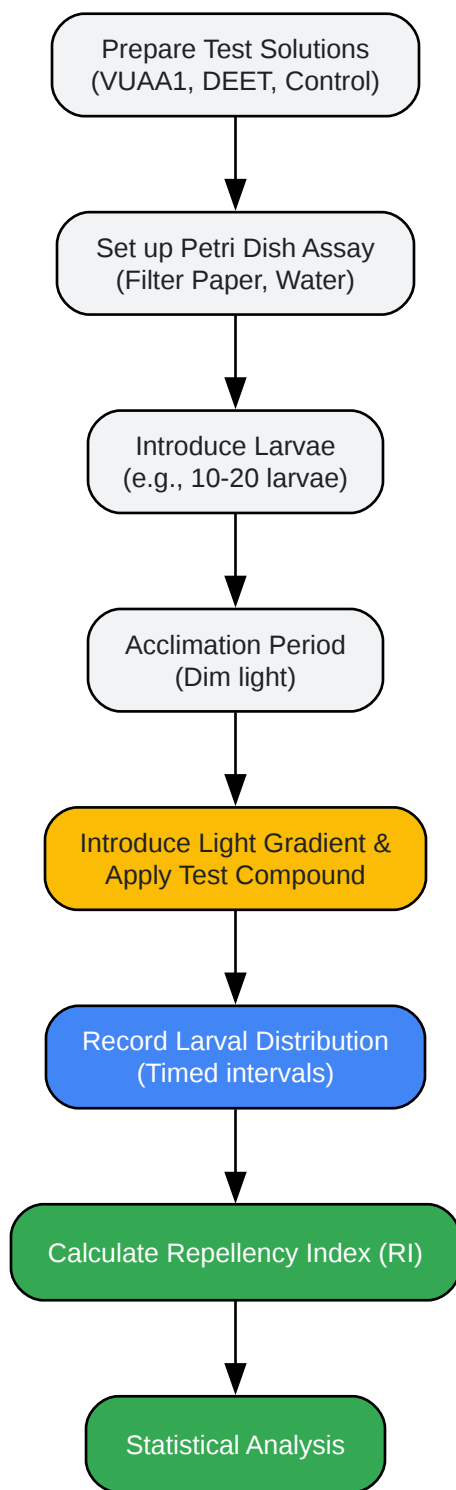 Prepare Test Solutions
(VUAA1, DEET, Control)
Set up Petri Dish Assay
(Filter Paper, Water)
Introduce Larvae
(e.g., 10-20 larvae)
Acclimation Period
(Dim light)
Introduce Light Gradient &
Apply Test Compound
Record Larval Distribution
(Timed intervals)
Calculate Repellency Index (RI)
Statistical Analysis